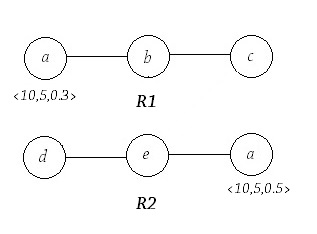 a b c
<10,5,0.3>
R1
d e a
<10,5,0.5>
R2